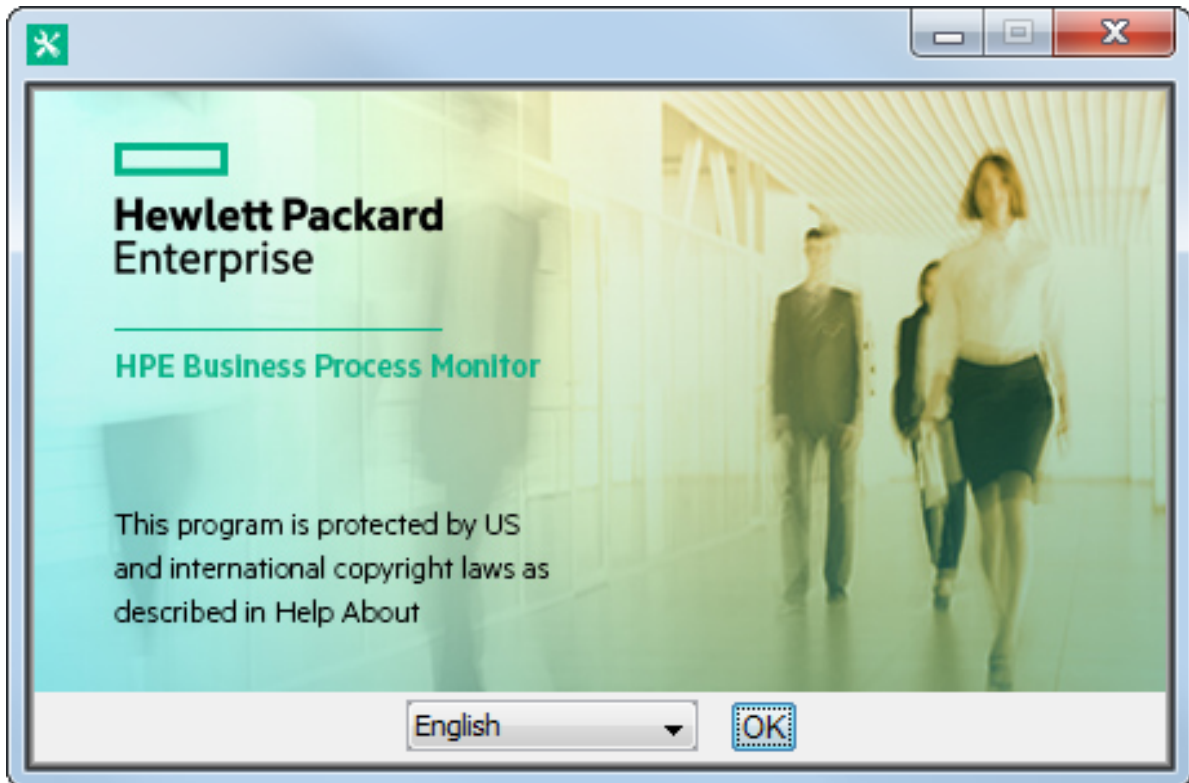 Hewlett Packard
Enterprise
HPE Business Process Monitor
This program is protected by US
and international copyright laws as
described in Help About
English
OK